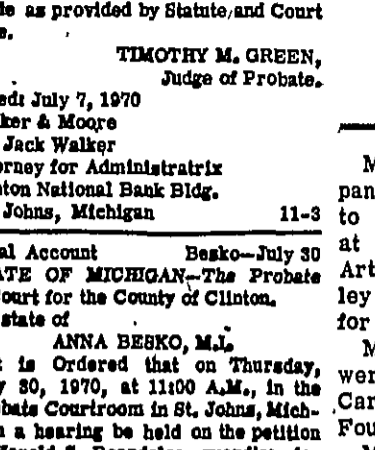 le as provided by Statute, and Court
e.
TIMOTHY M. GREEN,
Judge of Probate.
ed: July 7, 1970
ker & Moore
Jack Walker
orney for Administratrix
nton National Bank Bldg.
Johns, Michigan 11-3
al Account Besko—July 30
ATE OF MICHIGAN—The Probate
Court for the County of Clinton.
state of
ANNA BESKO, M.I.
t is Ordered that on Thursday,
y 30, 1970, at 11:00 A.M., in the
obate Courtroom in St. Johns, Mich-
n a hearing be held on the petition
M
pan
to
at
Art
ley
for
M
wer
Car
Fou